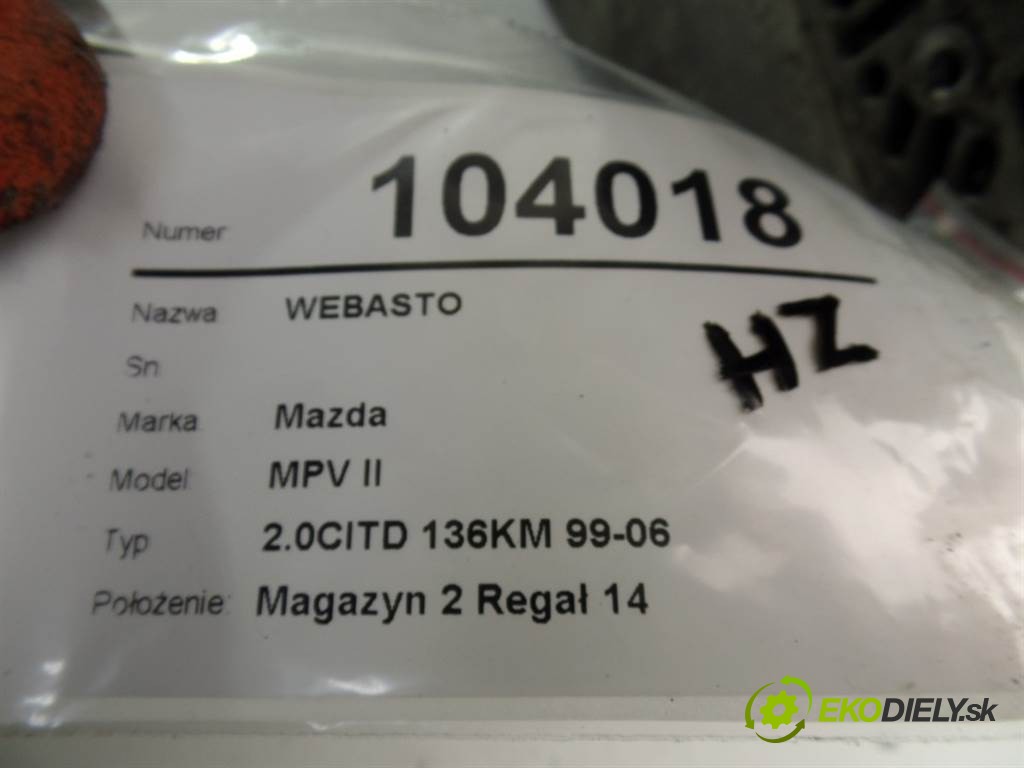 Numer 104018
Nazwa WEBASTO
HZ
Sn
Marka Mazda
Model MPV II
Typ 2.0CITD 136KM 99-06
Położenie: Magazyn 2 Regał 14
EKODIELY.sk